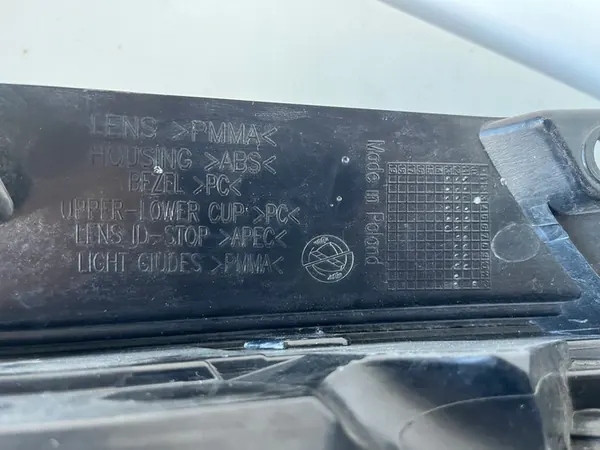 LENS >PMMA<
HOUSING >ABS<
BEZEL >PC<
UPPER-LOWER CUP >PC<
LENS ID-STOP >APEC<
LIGHT GIUDES >PMMA<
Made in Poland